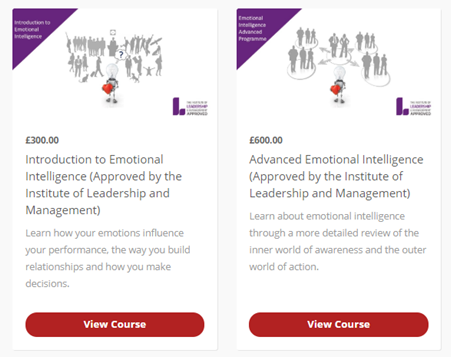 Introduction to
Emotional
Intelligence
?
THE INSTITUTE OF
LEADERSHIP
& MANAGEMENT
APPROVED
£300.00
Introduction to Emotional
Intelligence (Approved by the
Institute of Leadership and
Management)
Learn how your emotions influence
your performance, the way you build
relationships and how you make
decisions.
View Course
Emotional
Intelligence
Advanced
Programme
THE INSTITUTE OF
LEADERSHIP
& MANAGEMENT
APPROVED
£600.00
Advanced Emotional Intelligence
(Approved by the Institute of
Leadership and Management)
Learn about emotional intelligence
through a more detailed review of the
inner world of awareness and the outer
world of action.
View Course